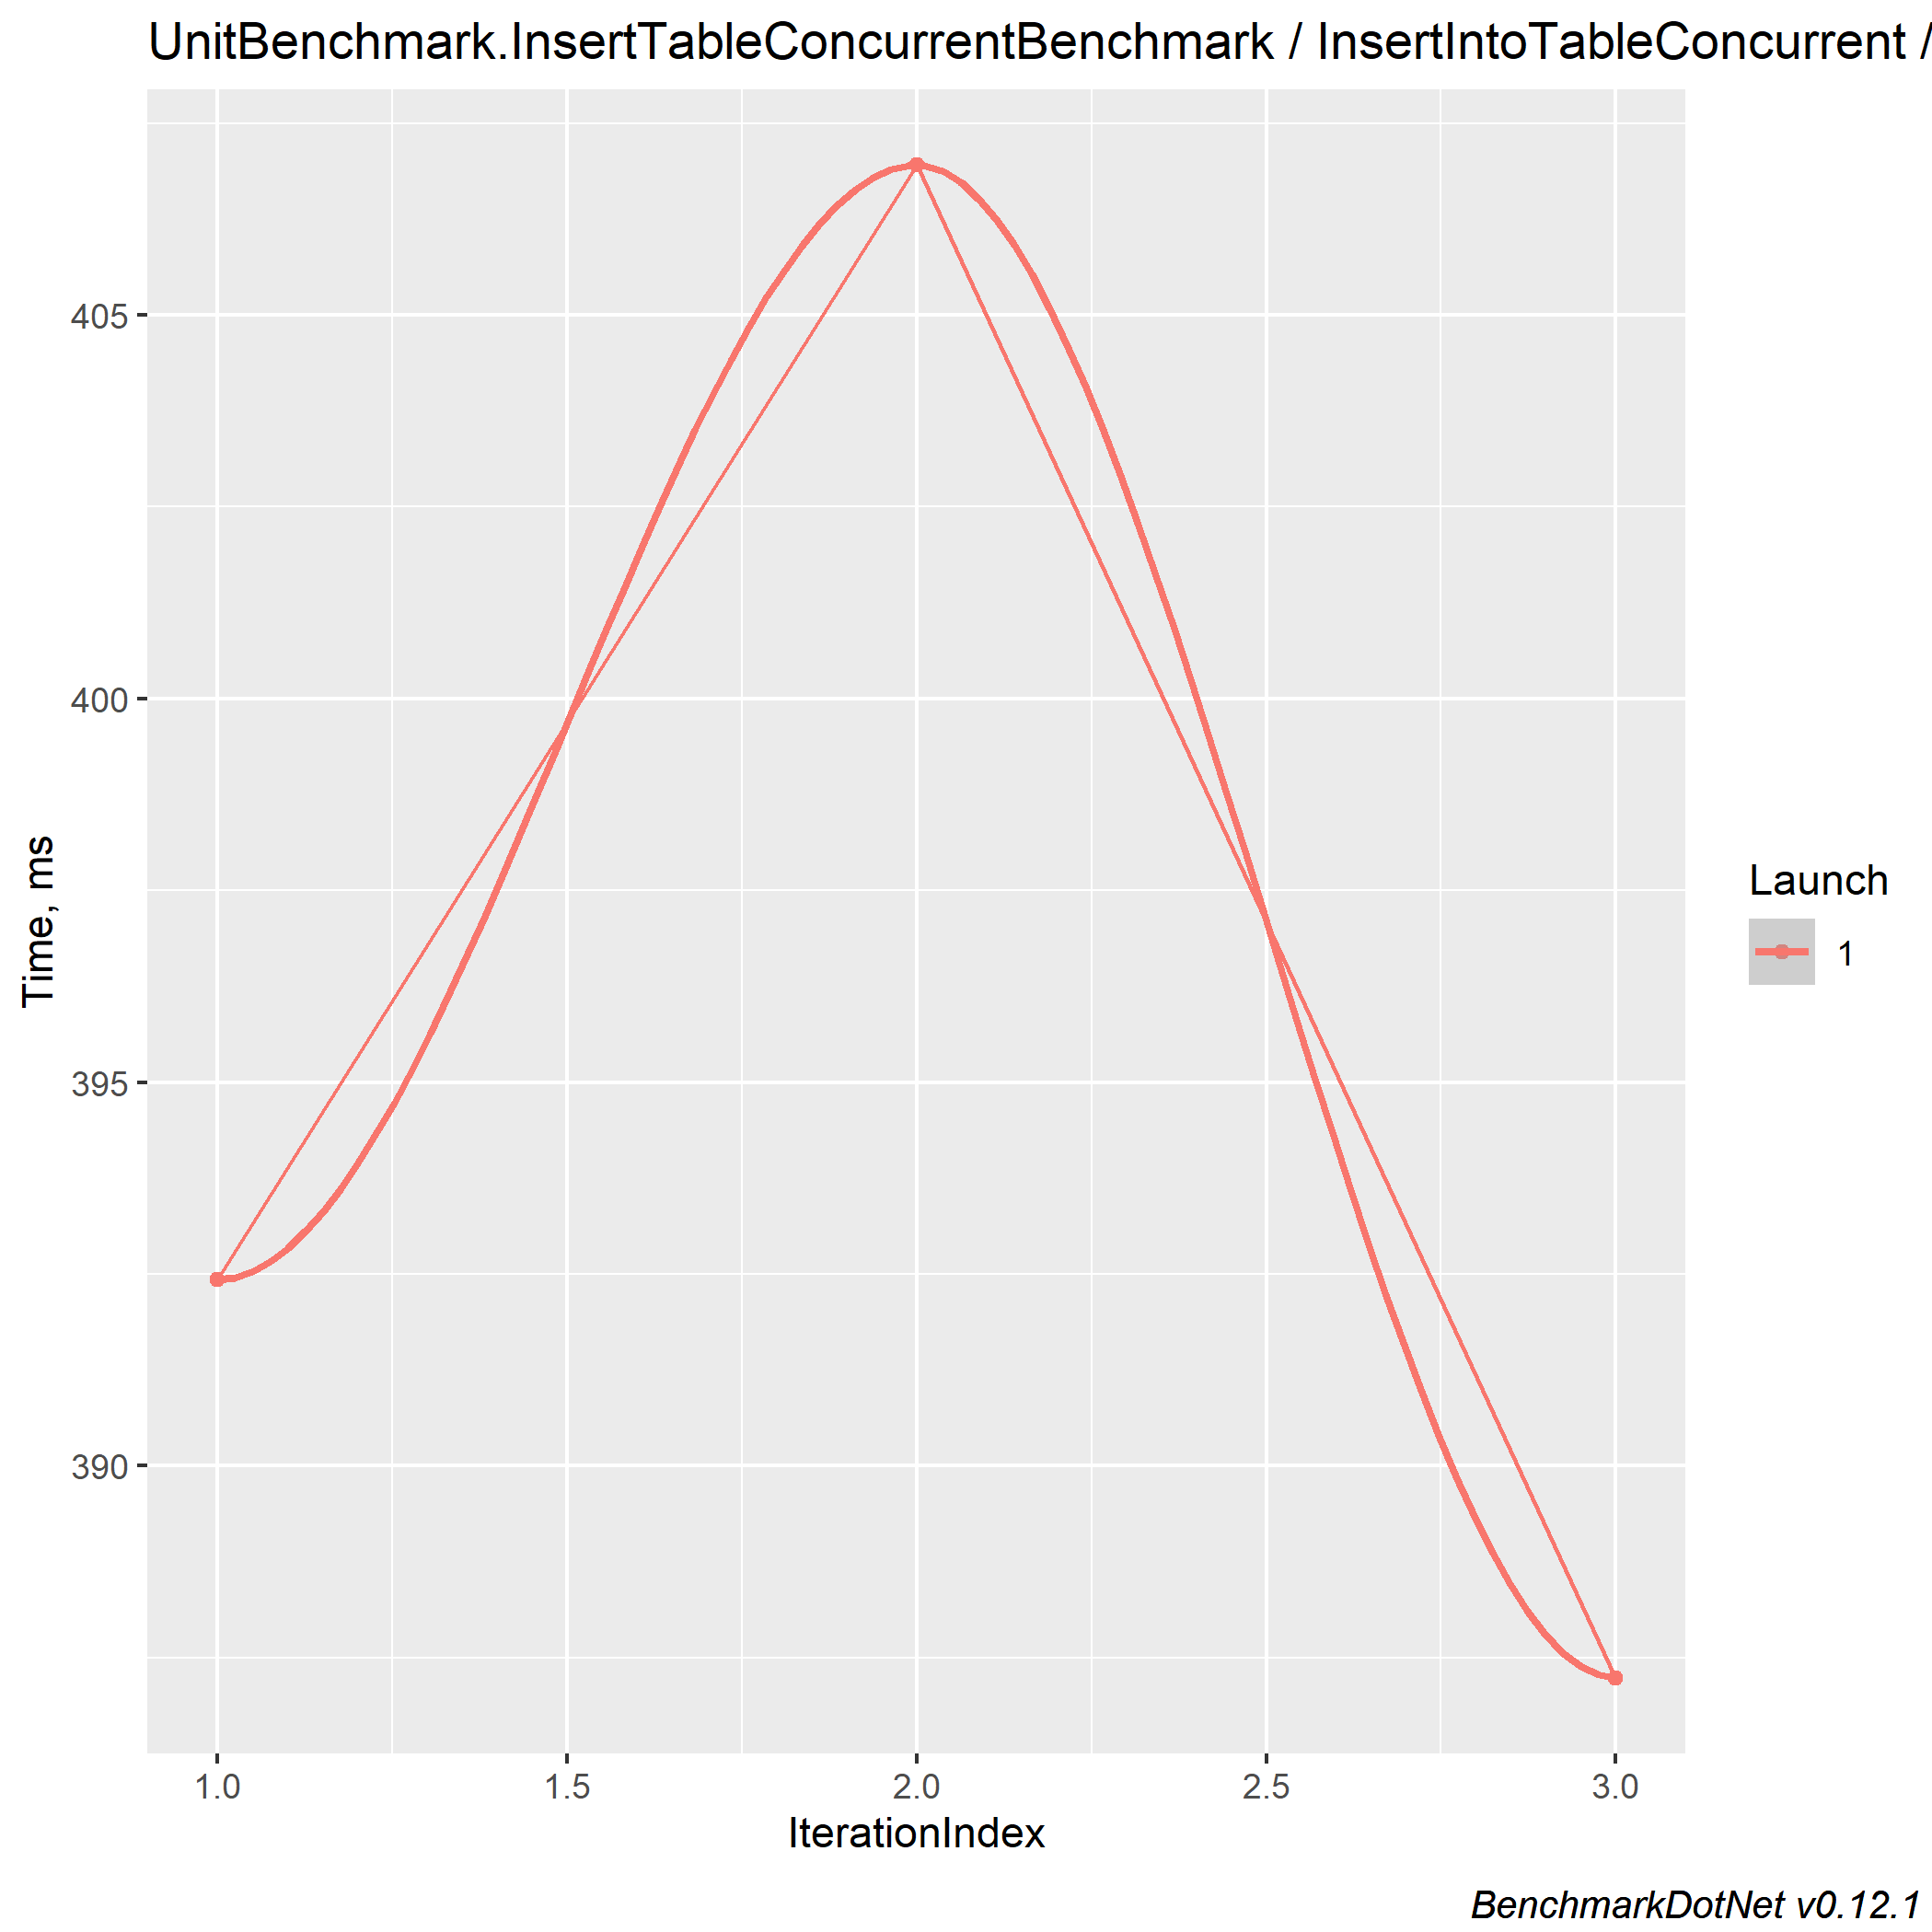 UnitBenchmark.InsertTableConcurrentBenchmark / InsertIntoTableConcurrent /
405
400
395
390
Time, ms
1.0 1.5 2.0 2.5 3.0
IterationIndex
Launch
1
BenchmarkDotNet v0.12.1